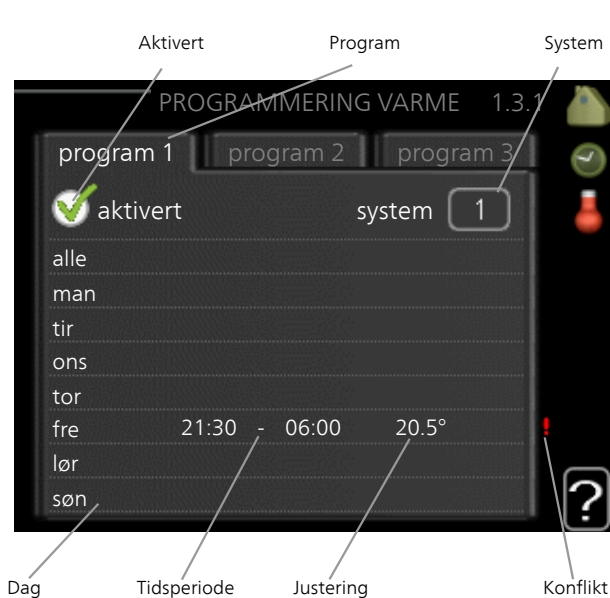 Aktivert Program System
PROGRAMMERING VARME 1.3.1
program 1 program 2 program 3
aktivert system 1
alle
man
tir
ons
tor
fre 21:30 - 06:00 20.5° !
lør
søn
?
Dag Tidsperiode Justering Konflikt